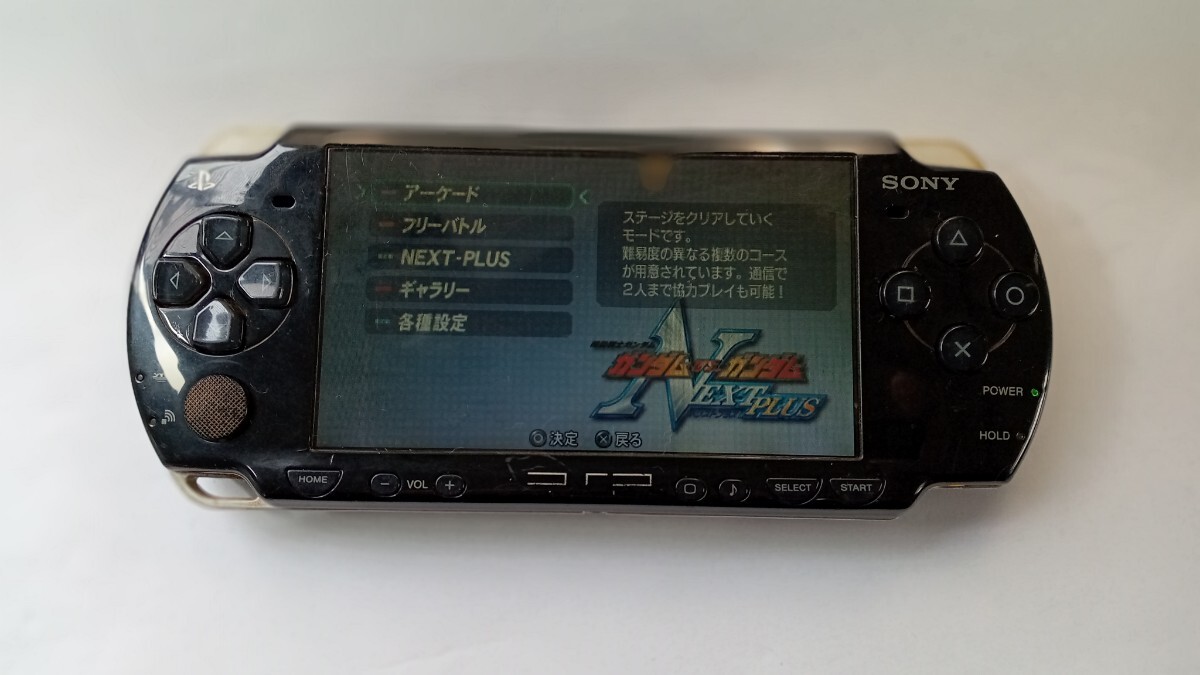 SONY
アーケード
フリーバトル
NEXT-PLUS
ギャラリー
各種設定
ステージをクリアしていく
モードです。
難易度の異なる複数のコース
が用意されています。通信で
2人まで協力プレイも可能!
ガンダムVS.ガンダム
NEXT PLUS
決定
戻る
POWER
HOLD
HOME
VOL
PSP
SELECT
START